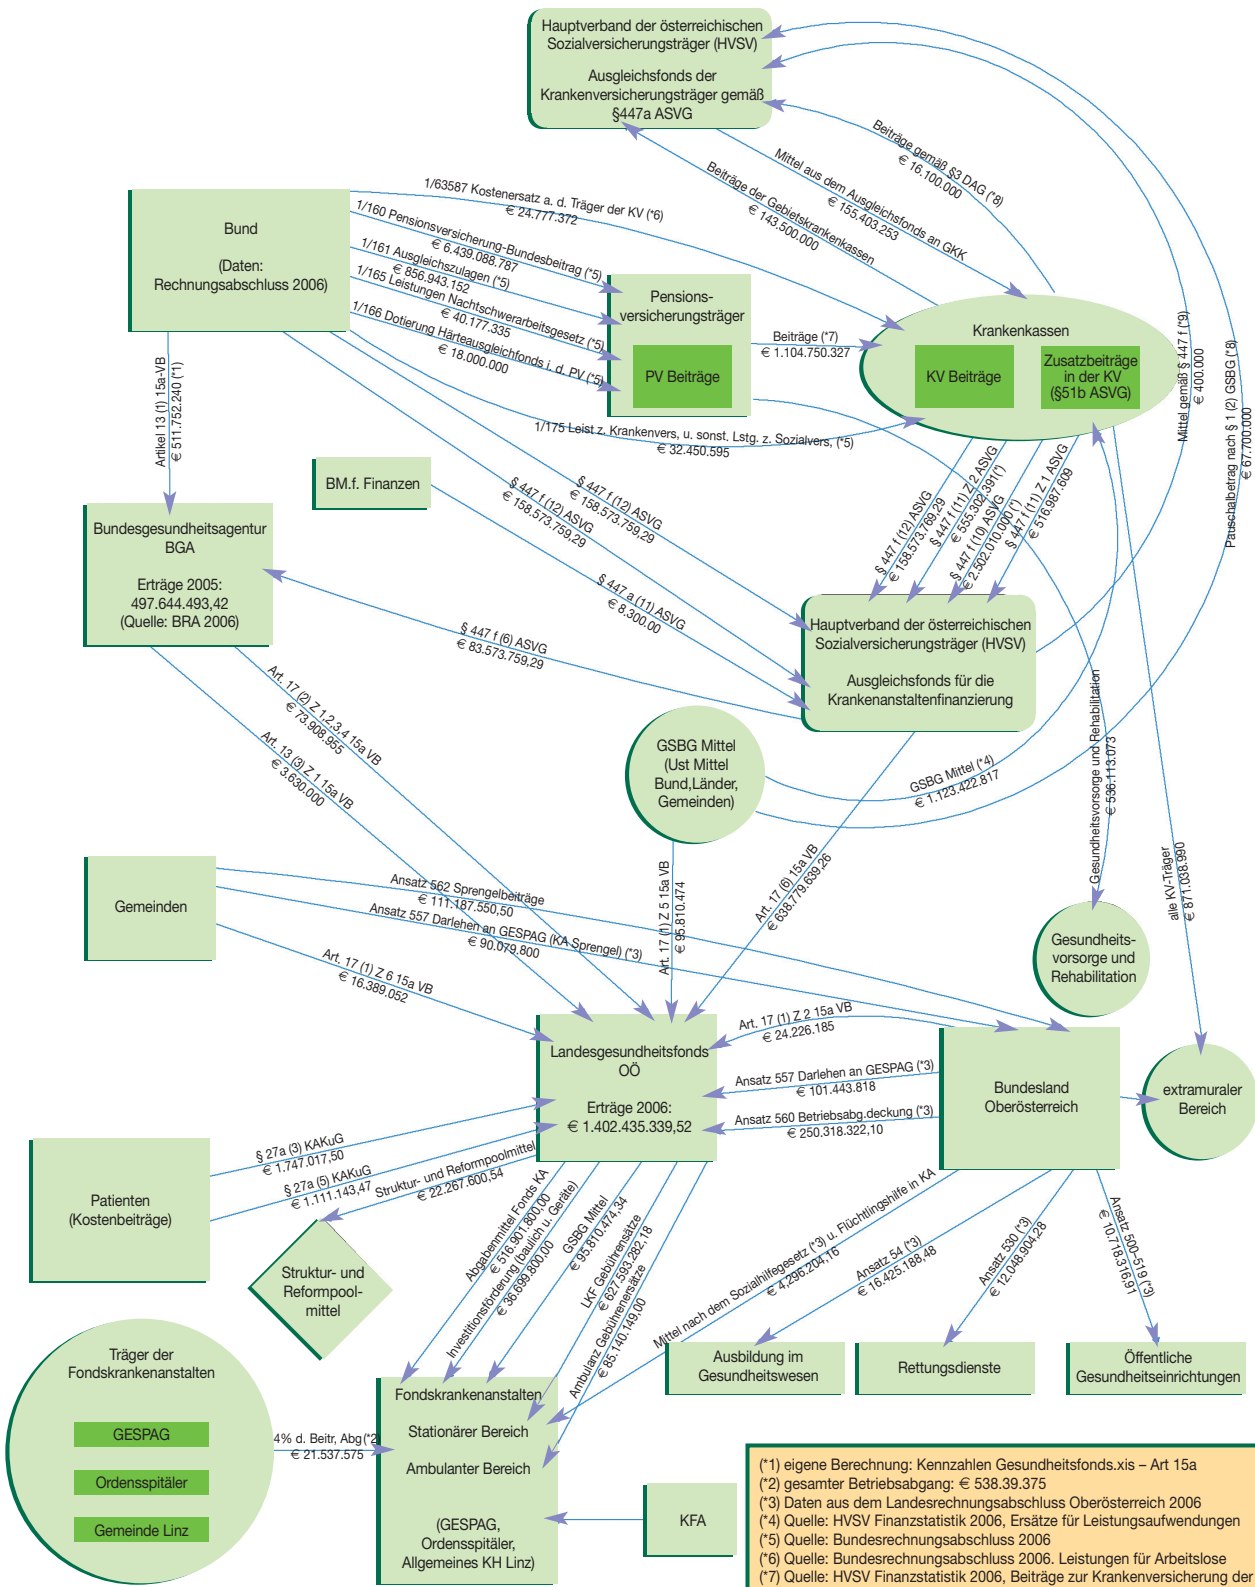 Hauptverband der österreichischen
Sozialversicherungsträger (HVSV)
Ausgleichsfonds der
Krankenversicherungsträger gemäß
§447a ASVG
Beiträge gemäß §3 DAG (*8)
€ 16.100.000
Mittel aus dem Ausgleichsfonds an GKK
€ 155.403.253
Beiträge der Gebietskrankenkassen
€ 143.500.000
Bund
(Daten:
Rechnungsabschluss 2006)
1/63587 Kostenersatz a. d. Träger der KV (*6)
€ 24.777.372
1/160 Pensionsversicherung-Bundesbeitrag (*5)
€ 6.439.088.787
1/161 Ausgleichszulagen (*5)
€ 856.943.152
1/165 Leistungen Nachtschwerarbeitsgesetz (*5)
€ 40.177.335
1/166 Dotierung Härteausgleichfonds i. d. PV (*5)
€ 18.000.000
Pensions-
versicherungsträger
PV Beiträge
Beiträge (*7)
€ 1.104.750.327
Krankenkassen
KV Beiträge
Zusatzbeiträge
in der KV
(§51b ASVG)
Mittel gemäß § 447 f (*9)
€ 400.000
Pauschalbetrag nach § 1 (2) GSBG (*8)
€ 67.700.000
Artikel 13 (1) 15a-VB
€ 511.752.240 (*1)
1/175 Leist z. Krankenvers, u. sonst. Lstg. z. Sozialvers, (*5)
€ 32.450.595
BM.f. Finanzen
§ 447 f (12) ASVG
€ 158.573.759,29
§ 447 f (12) ASVG
€ 158.573.759,29
§ 447 f (12) ASVG
€ 158.573.769,29
§ 447 f (11) Z 2 ASVG
€ 555.302.391(*)
§ 447 f (10) ASVG
€ 2.502.010.000 (*)
§ 447 f (11) Z 1 ASVG
€ 516.987.609
Bundesgesundheitsagentur
BGA
Erträge 2005:
497.644.493,42
(Quelle: BRA 2006)
§ 447 a (11) ASVG
€ 8.300.00
§ 447 f (6) ASVG
€ 83.573.759,29
Hauptverband der österreichischen
Sozialversicherungsträger (HVSV)
Ausgleichsfonds für die
Krankenanstaltenfinanzierung
Art. 17 (2) Z 1,2,3,4 15a VB
€ 73.908.955
Art. 13 (3) Z 1 15a VB
€ 3.630.000
GSBG Mittel
(Ust Mittel
Bund,Länder,
Gemeinden)
GSBG Mittel (*4)
€ 1.123.422.817
Gesundheitsvorsorge und Rehabilitation
€ 536.113.073
alle KV-Träger
€ 871.038.990
Gemeinden
Ansatz 562 Sprengelbeiträge
€ 111.187.550,50
Ansatz 557 Darlehen an GESPAG (KA Sprengel) (*3)
€ 90.079.800
Art. 17 (1) Z 6 15a VB
€ 16.389.052
Art. 17 (1) Z 5 15a VB
€ 95.810.474
Art. 17 (6) 15a VB
€ 638.779.639,26
Gesundheits-
vorsorge und
Rehabilitation
Landesgesundheitsfonds
OÖ
Erträge 2006:
€ 1.402.435.339,52
Art. 17 (1) Z 2 15a VB
€ 24.226.185
Ansatz 557 Darlehen an GESPAG (*3)
€ 101.443.818
Ansatz 560 Betriebsabg.deckung (*3)
€ 250.318.322,10
Bundesland
Oberösterreich
extramuraler
Bereich
Patienten
(Kostenbeiträge)
§ 27a (3) KAKuG
€ 1.747.017,50
§ 27a (5) KAKuG
€ 1.111.143,47
Struktur- und Reformpoolmittel
€ 22.267.600,54
Struktur- und
Reformpool-
mittel
Abgabenmittel Fonds KA
€ 516.901.800,00
Investitionsförderung (baulich u. Geräte)
€ 36.699.800,00
GSBG Mittel
€ 95.810.474,34
LKF Gebührensätze
€ 627.593.282,18
Ambulanz Gebührenersätze
€ 85.140.149,00
Mittel nach dem Sozialhilfegesetz (*3) u. Flüchtlingshilfe in KA
€ 4,296.204,16
Ansatz 54 (*3)
€ 16.425.188,48
Ansatz 530 (*3)
€ 12.048.904,28
Ansatz 500–519 (*3)
€ 10.718.316,91
Träger der
Fondskrankenanstalten
GESPAG
Ordensspitäler
Gemeinde Linz
4% d. Beitr, Abg(*2)
€ 21.537.575
Fondskrankenanstalten
Stationärer Bereich
Ambulanter Bereich
(GESPAG,
Ordensspitäler,
Allgemeines KH Linz)
KFA
Ausbildung im
Gesundheitswesen
Rettungsdienste
Öffentliche
Gesundheitseinrichtungen
(*1) eigene Berechnung: Kennzahlen Gesundheitsfonds.xis – Art 15a
(*2) gesamter Betriebsabgang: € 538.39.375
(*3) Daten aus dem Landesrechnungsabschluss Oberösterreich 2006
(*4) Quelle: HVSV Finanzstatistik 2006, Ersätze für Leistungsaufwendungen
(*5) Quelle: Bundesrechnungsabschluss 2006
(*6) Quelle: Bundesrechnungsabschluss 2006. Leistungen für Arbeitslose
(*7) Quelle: HVSV Finanzstatistik 2006, Beiträge zur Krankenversicherung der